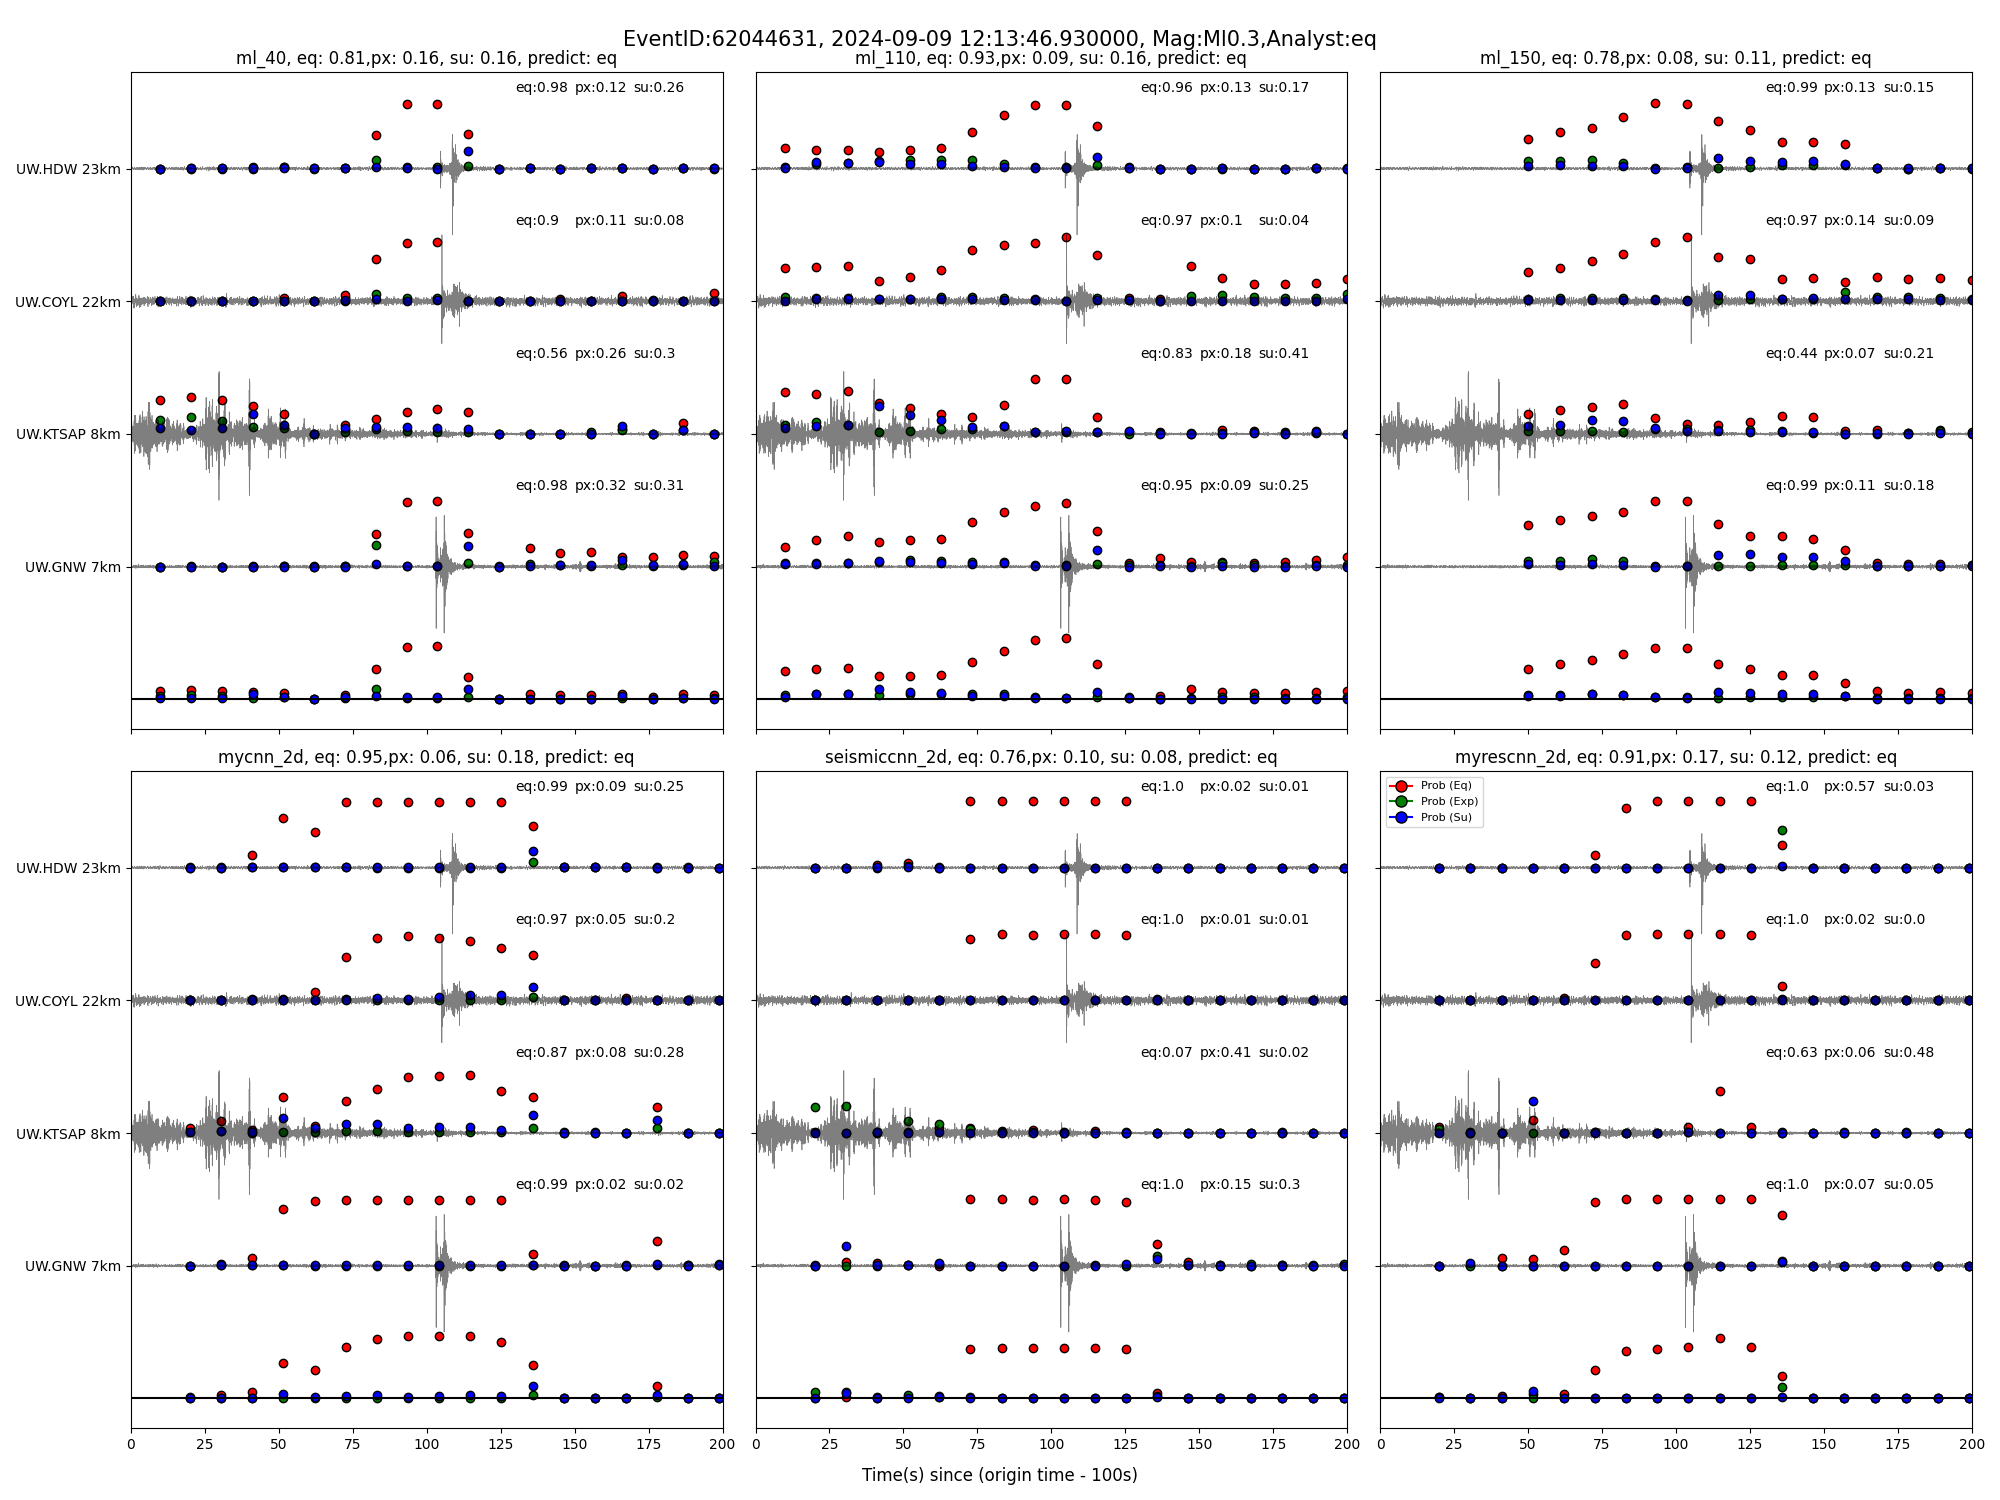 EventID:62044631, 2024-09-09 12:13:46.930000, Mag:Ml0.3,Analyst:eq
ml_40, eq: 0.81,px: 0.16, su: 0.16, predict: eq
ml_110, eq: 0.93,px: 0.09, su: 0.16, predict: eq
ml_150, eq: 0.78,px: 0.08, su: 0.11, predict: eq
eq:0.98 px:0.12 su:0.26
eq:0.96 px:0.13 su:0.17
eq:0.99 px:0.13 su:0.15
UW.HDW 23km
eq:0.9 px:0.11 su:0.08
eq:0.97 px:0.1 su:0.04
eq:0.97 px:0.14 su:0.09
UW.COYL 22km
eq:0.56 px:0.26 su:0.3
eq:0.83 px:0.18 su:0.41
eq:0.44 px:0.07 su:0.21
UW.KTSAP 8km
eq:0.98 px:0.32 su:0.31
eq:0.95 px:0.09 su:0.25
eq:0.99 px:0.11 su:0.18
UW.GNW 7km
mycnn_2d, eq: 0.95,px: 0.06, su: 0.18, predict: eq
seismiccnn_2d, eq: 0.76,px: 0.10, su: 0.08, predict: eq
myrescnn_2d, eq: 0.91,px: 0.17, su: 0.12, predict: eq
eq:0.99 px:0.09 su:0.25
eq:1.0 px:0.02 su:0.01
Prob (Eq)
Prob (Exp)
Prob (Su)
eq:1.0 px:0.57 su:0.03
UW.HDW 23km
eq:0.97 px:0.05 su:0.2
eq:1.0 px:0.01 su:0.01
eq:1.0 px:0.02 su:0.0
UW.COYL 22km
eq:0.87 px:0.08 su:0.28
eq:0.07 px:0.41 su:0.02
eq:0.63 px:0.06 su:0.48
UW.KTSAP 8km
eq:0.99 px:0.02 su:0.02
eq:1.0 px:0.15 su:0.3
eq:1.0 px:0.07 su:0.05
UW.GNW 7km
0 25 50 75 100 125 150 175 200
0 25 50 75 100 125 150 175 200
0 25 50 75 100 125 150 175 200
Time(s) since (origin time - 100s)